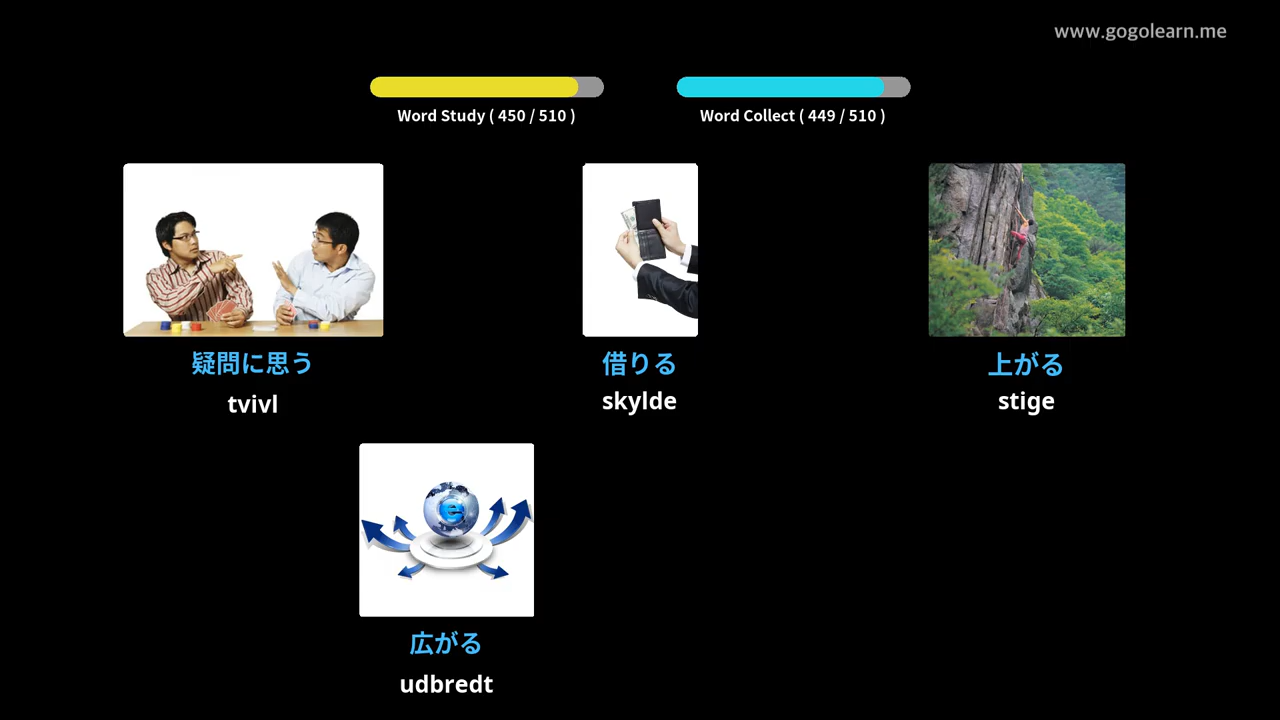 www.gogolearn.me
Word Study ( 450 / 510 )
Word Collect ( 449 / 510 )
疑問に思う
tvivl
借りる
skylde
上がる
stige
広がる
udbredt